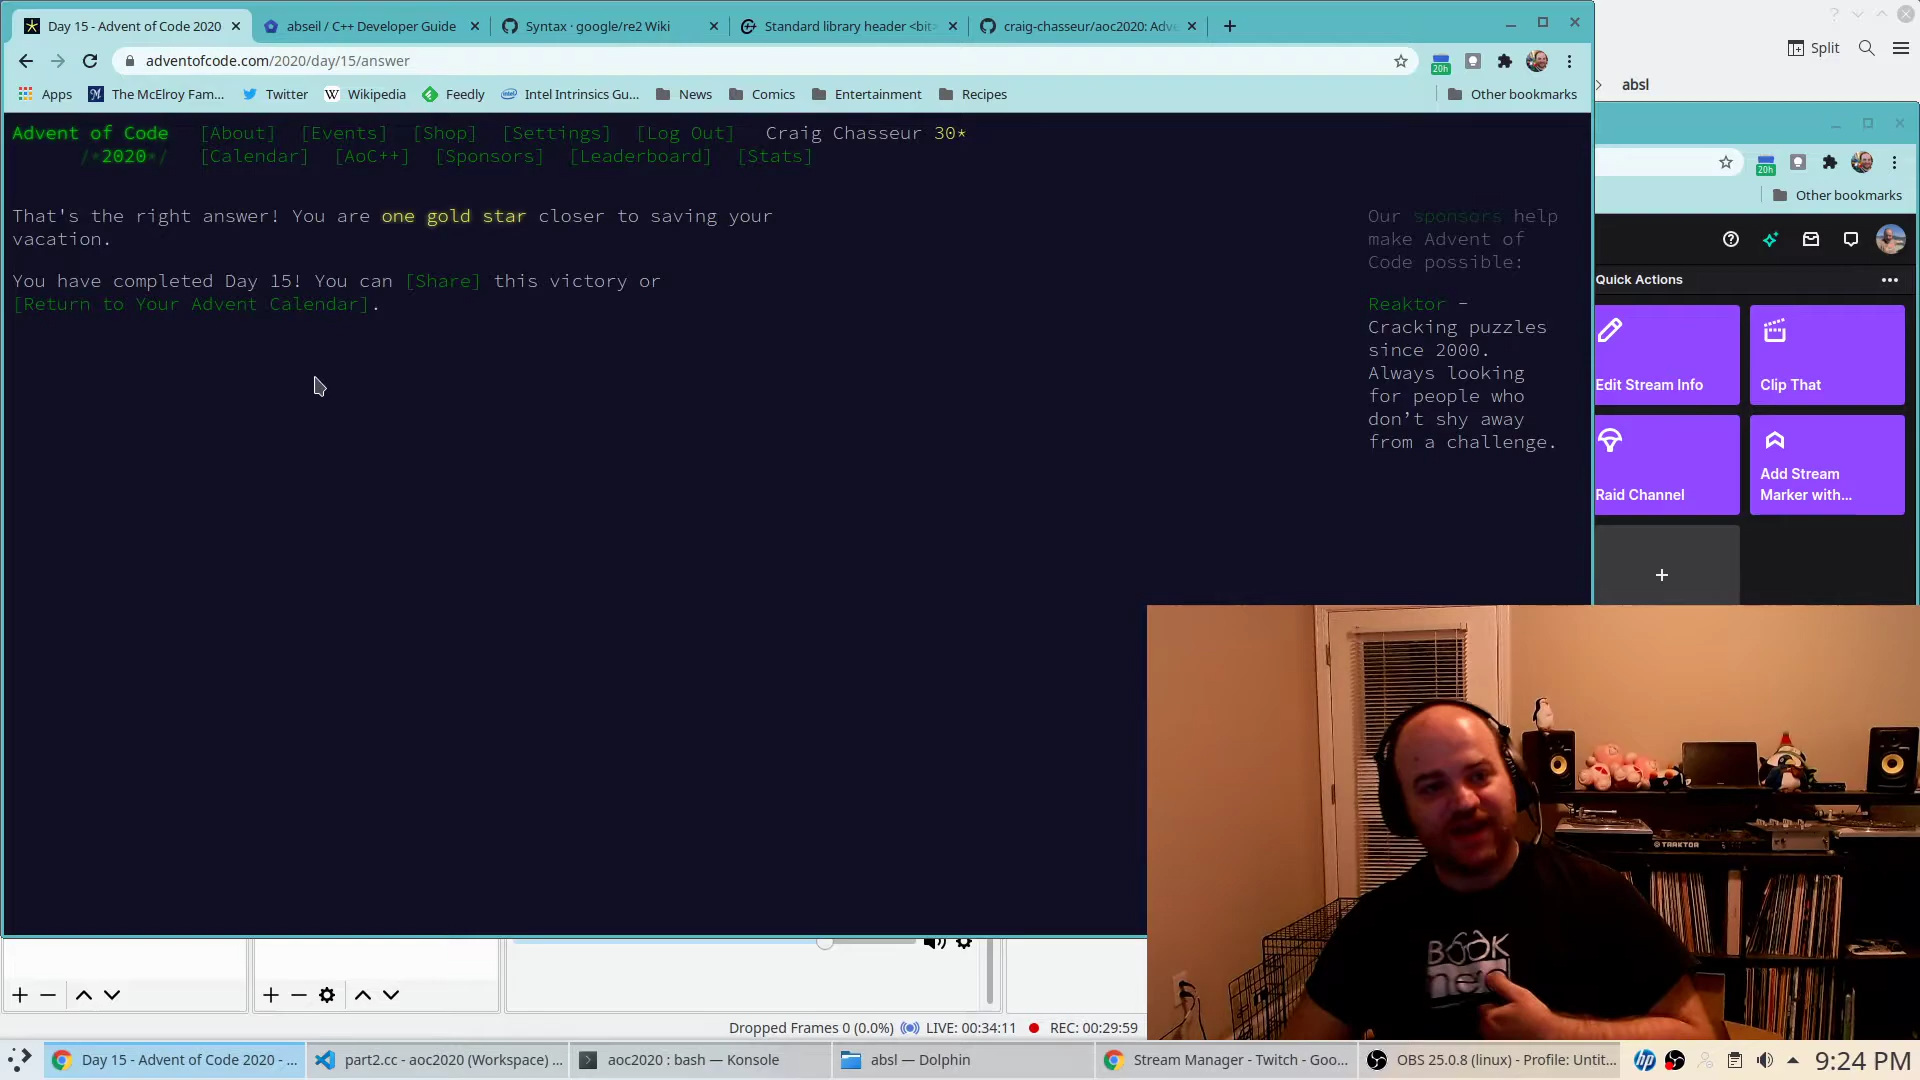 Day 15 - Advent of Code 2020
abseil / C++ Developer Guide
Syntax · google/re2 Wiki
Standard library header <bit>
craig-chasseur/aoc2020: Adve
Split
adventofcode.com/2020/day/15/answer
20h
absl
Apps
The McElroy Fam...
Twitter
Wikipedia
Feedly
Intel Intrinsics Gu...
News
Comics
Entertainment
Recipes
Other bookmarks
20h
Other bookmarks
Advent of Code [About] [Events] [Shop] [Settings] [Log Out] Craig Chasseur 30*
/*2020*/ [Calendar] [AoC++] [Sponsors] [Leaderboard] [Stats]
That's the right answer! You are one gold star closer to saving your
vacation.
You have completed Day 15! You can [Share] this victory or
[Return to Your Advent Calendar].
Our sponsors help
make Advent of
Code possible:
Reaktor -
Cracking puzzles
since 2000.
Always looking
for people who
don't shy away
from a challenge.
Quick Actions
Edit Stream Info
Clip That
Raid Channel
Add Stream
Marker with...
BOOK
TRAKTOR
Dropped Frames 0 (0.0%)
LIVE: 00:34:11
REC: 00:29:59
Day 15 - Advent of Code 2020 - ...
part2.cc - aoc2020 (Workspace) ...
aoc2020 : bash — Konsole
absl — Dolphin
Stream Manager - Twitch - Goo...
OBS 25.0.8 (linux) - Profile: Untit...
hp
9:24 PM